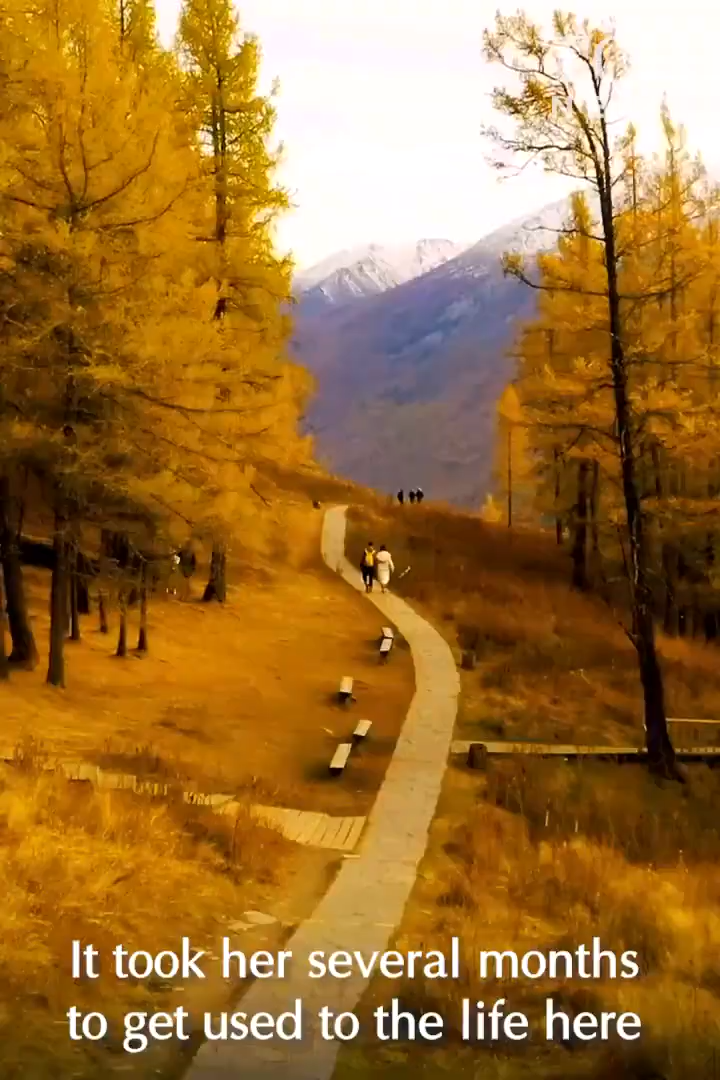 It took her several months
to get used to the life here